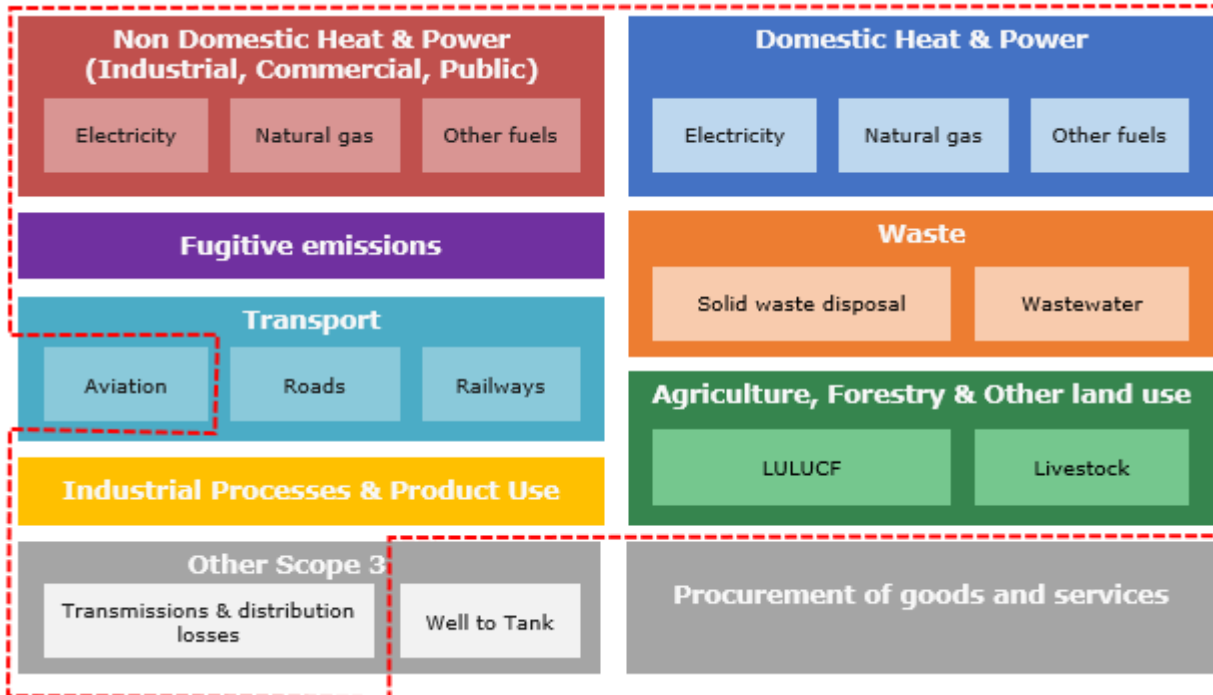 Non Domestic Heat & Power
(Industrial, Commercial, Public)
Electricity
Natural gas
Other fuels
Domestic Heat & Power
Electricity
Natural gas
Other fuels
Fugitive emissions
Waste
Solid waste disposal
Wastewater
Transport
Aviation
Roads
Railways
Agriculture, Forestry & Other land use
LULUCF
Livestock
Industrial Processes & Product Use
Other Scope 3
Transmissions & distribution
losses
Well to Tank
Procurement of goods and services